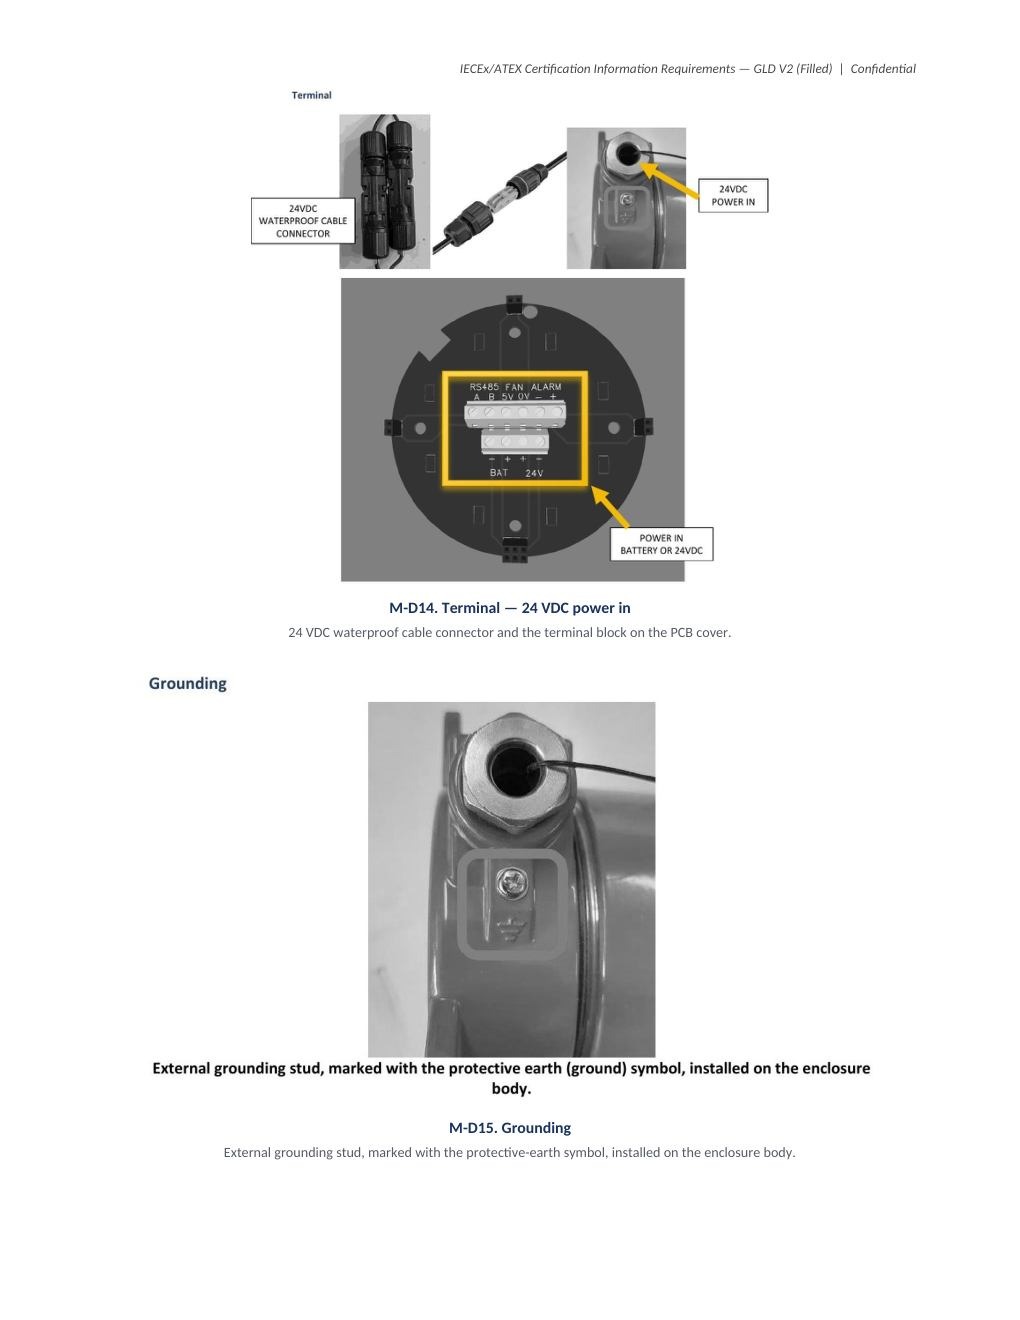 IECEx/ATEX Certification Information Requirements — GLD V2 (Filled) | Confidential
Terminal
24VDC
WATERPROOF CABLE
CONNECTOR
24VDC
POWER IN
RS485 FAN ALARM
A B 5V 0V − +
− + + −
BAT 24V
POWER IN
BATTERY OR 24VDC
M-D14. Terminal — 24 VDC power in
24 VDC waterproof cable connector and the terminal block on the PCB cover.
Grounding
External grounding stud, marked with the protective earth (ground) symbol, installed on the enclosure
body.
M-D15. Grounding
External grounding stud, marked with the protective-earth symbol, installed on the enclosure body.